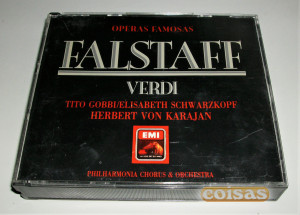 OPERAS FAMOSAS
FALSTAFF
VERDI
TITO GOBBI/ELISABETH SCHWARZKOPF
HERBERT VON KARAJAN
EMI
PHILHARMONIA CHORUS & ORCHESTRA
coisas